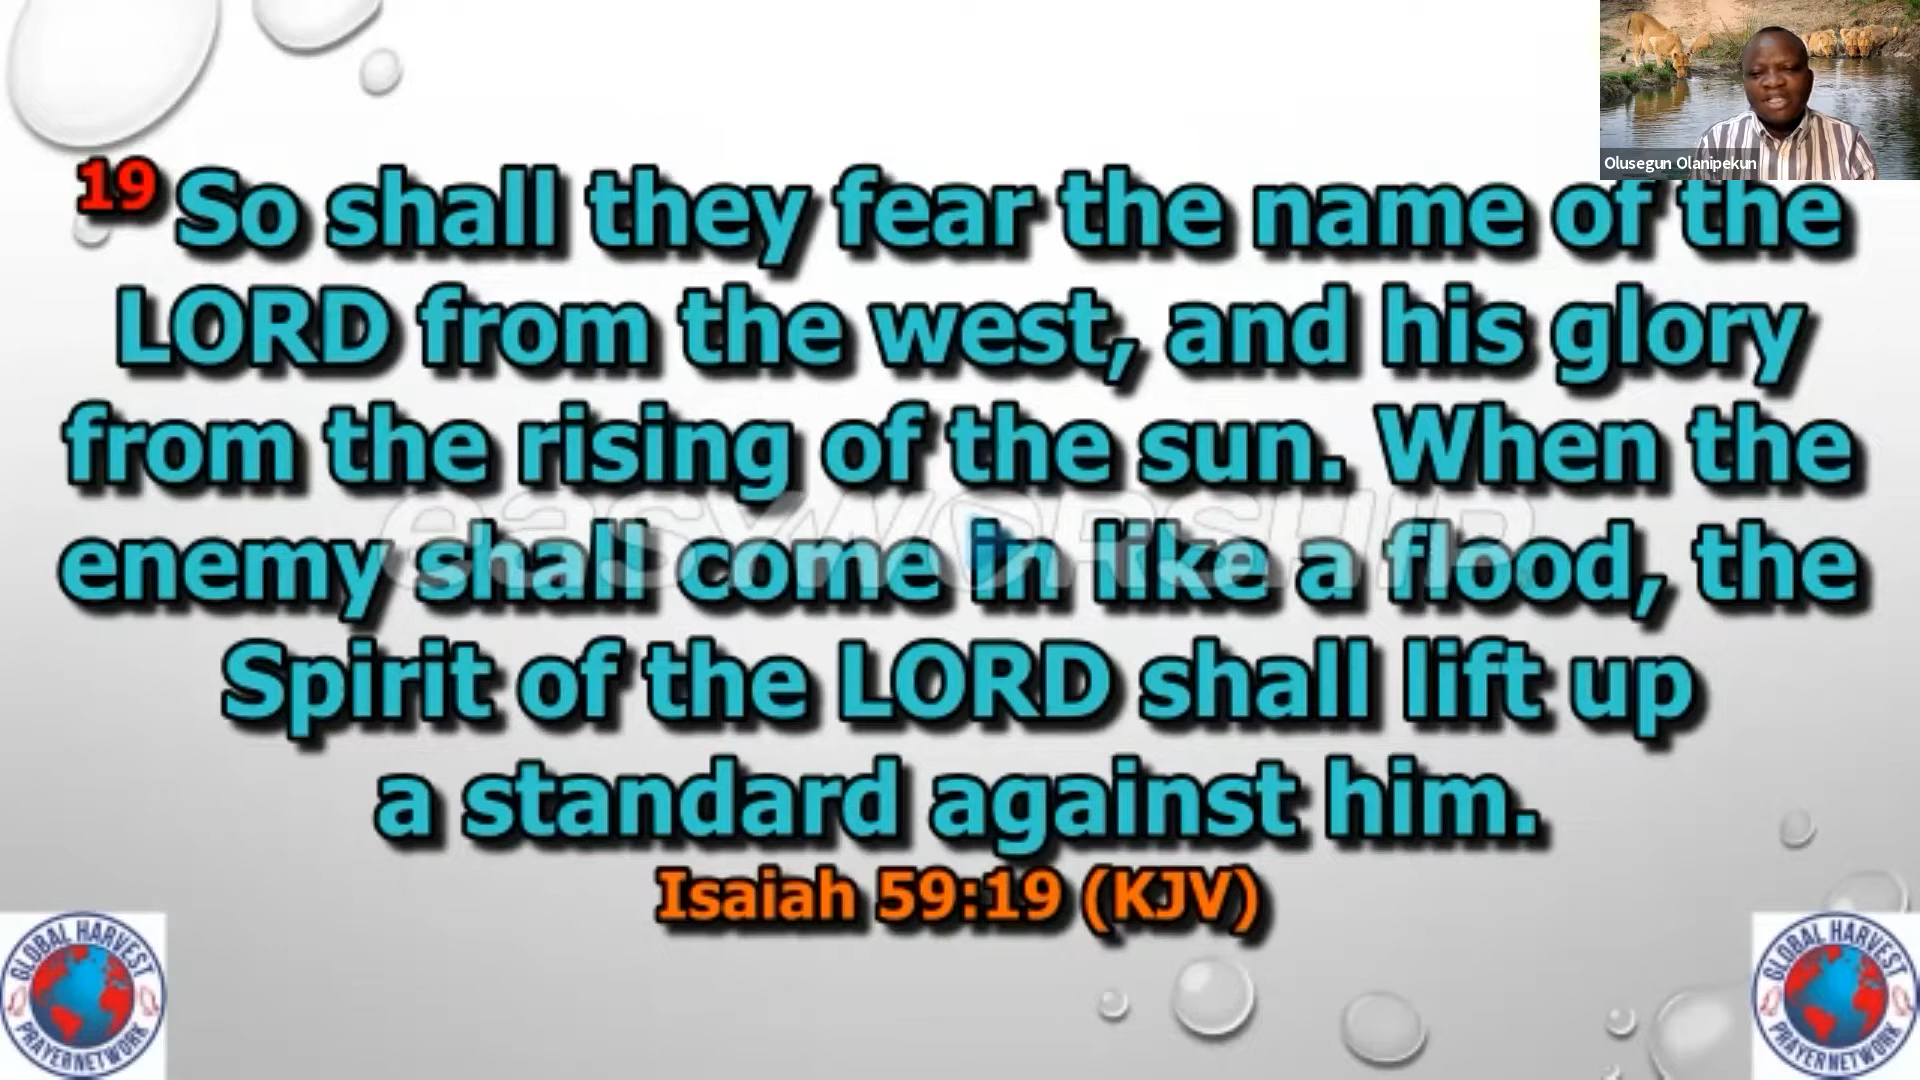 Olusegun Olanipekun
19 So shall they fear the name of the
LORD from the west, and his glory
from the rising of the sun. When the
enemy shall come in like a flood, the
Spirit of the LORD shall lift up
a standard against him.
Isaiah 59:19 (KJV)
easyWORSHIP
GLOBAL HARVEST
PRAYER NETWORK
GLOBAL HARVEST
PRAYER NETWORK